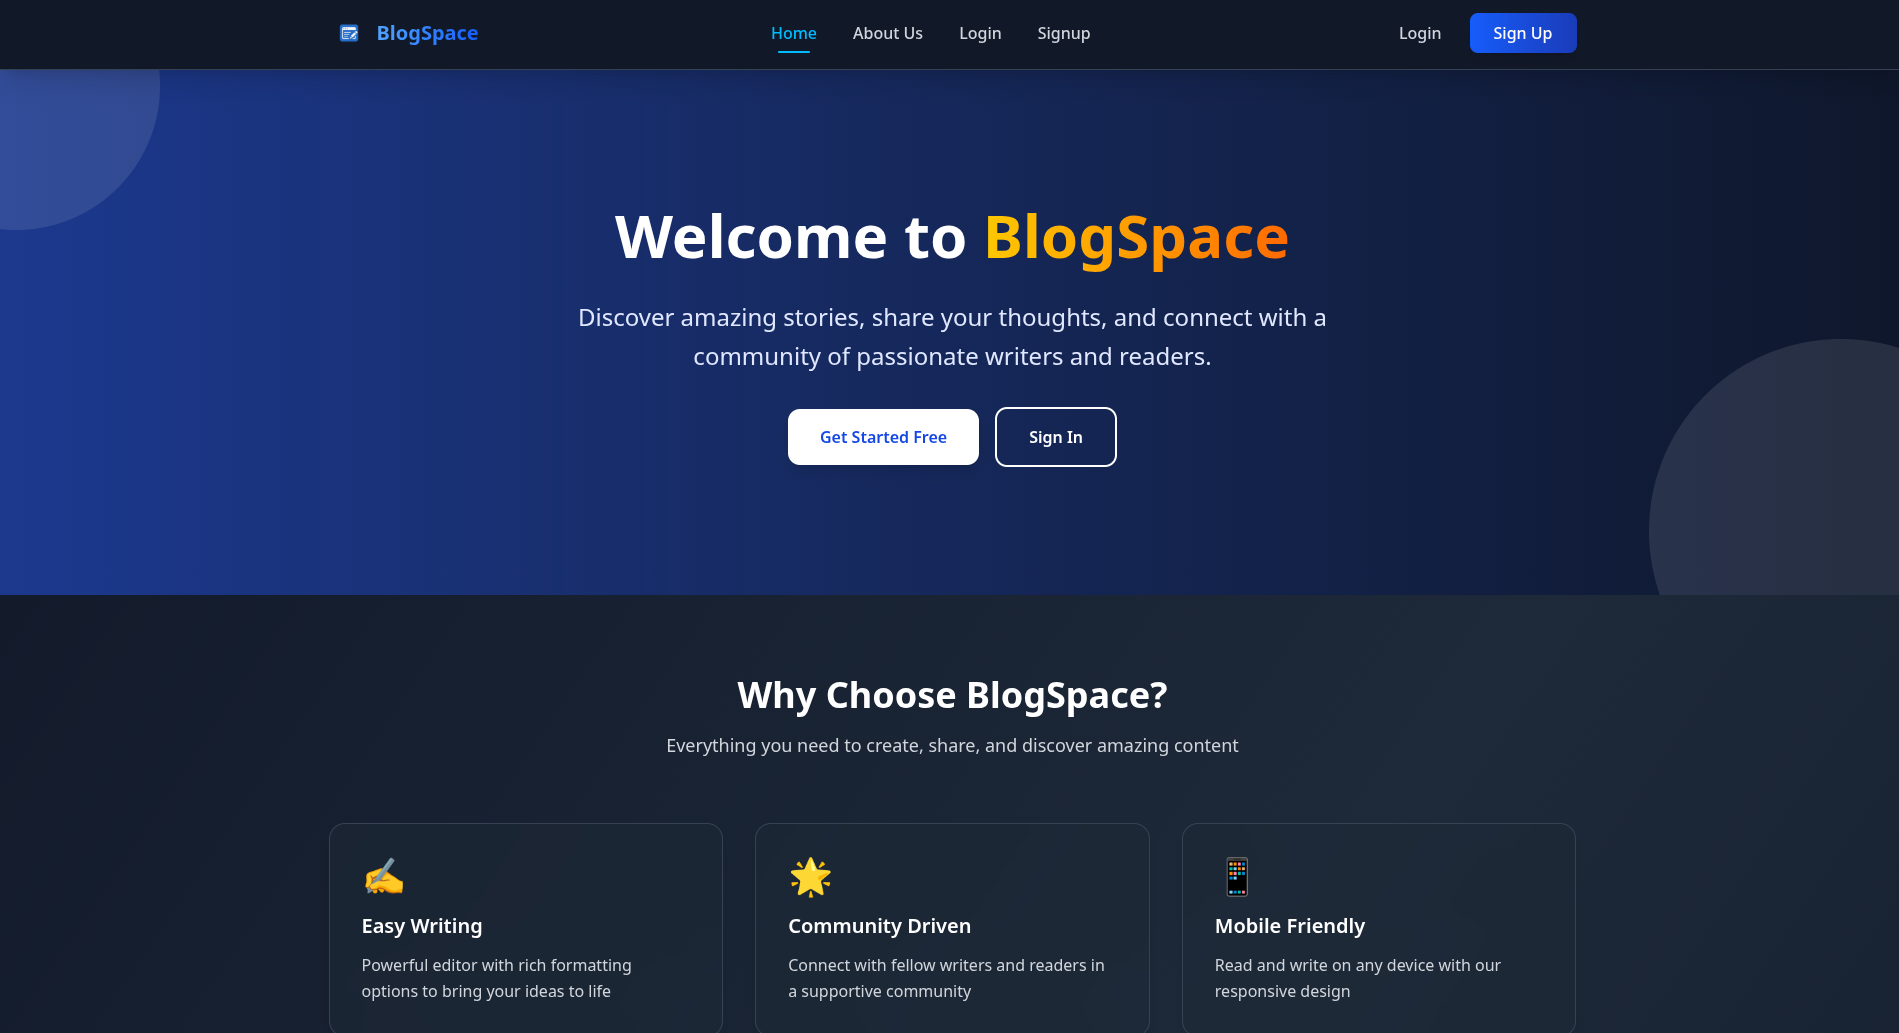 BlogSpace
Home
About Us
Login
Signup
Login
Sign Up
Welcome to BlogSpace
Discover amazing stories, share your thoughts, and connect with a
community of passionate writers and readers.
Get Started Free
Sign In
Why Choose BlogSpace?
Everything you need to create, share, and discover amazing content
Easy Writing
Powerful editor with rich formatting
options to bring your ideas to life
Community Driven
Connect with fellow writers and readers in
a supportive community
Mobile Friendly
Read and write on any device with our
responsive design